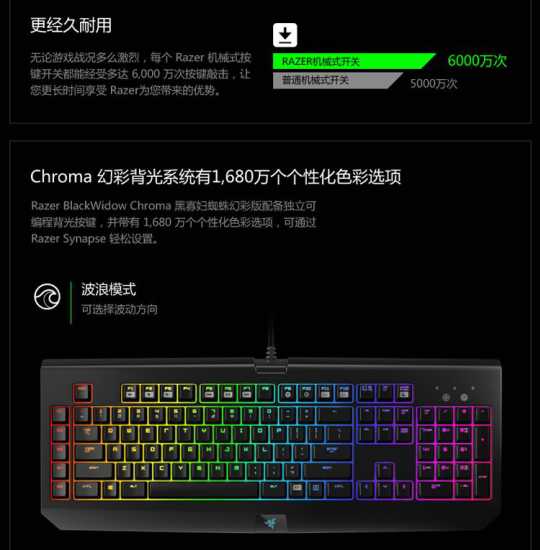 更经久耐用
无论游戏战况多么激烈，每个 Razer 机械式按
键开关都能经受多达 6,000 万次按键敲击，让
您更长时间享受 Razer为您带来的优势。
RAZER机械式开关
6000万次
普通机械式开关
5000万次
Chroma 幻彩背光系统有1,680万个个性化色彩选项
Razer BlackWidow Chroma 黑寡妇蜘蛛幻彩版配备独立可
编程背光按键，并带有 1,680 万个个性化色彩选项，可通过
Razer Synapse 轻松设置。
波浪模式
可选择波动方向